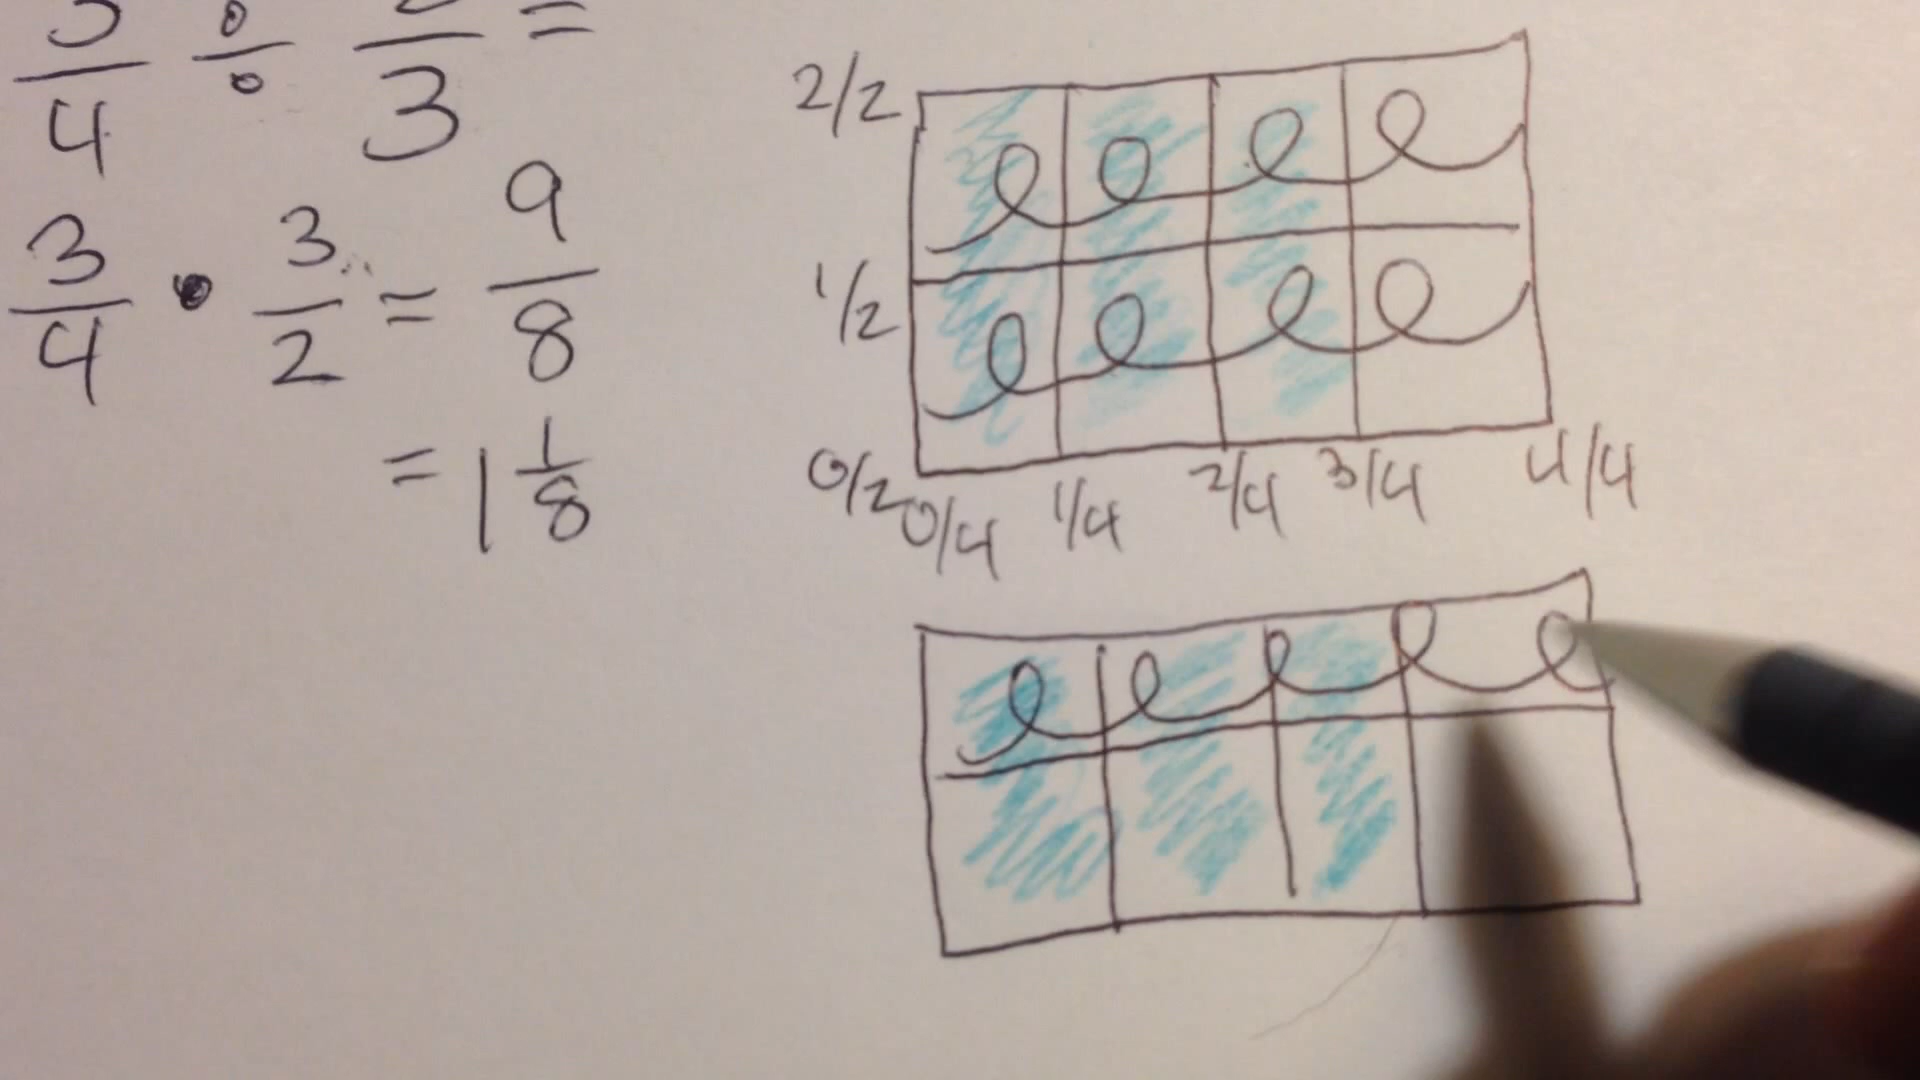 3/4 ÷ 2/3 =
3/4 • 3/2 = 9/8
= 1 1/8
2/2
1/2
0/2
0/4 1/4 2/4 3/4 4/4